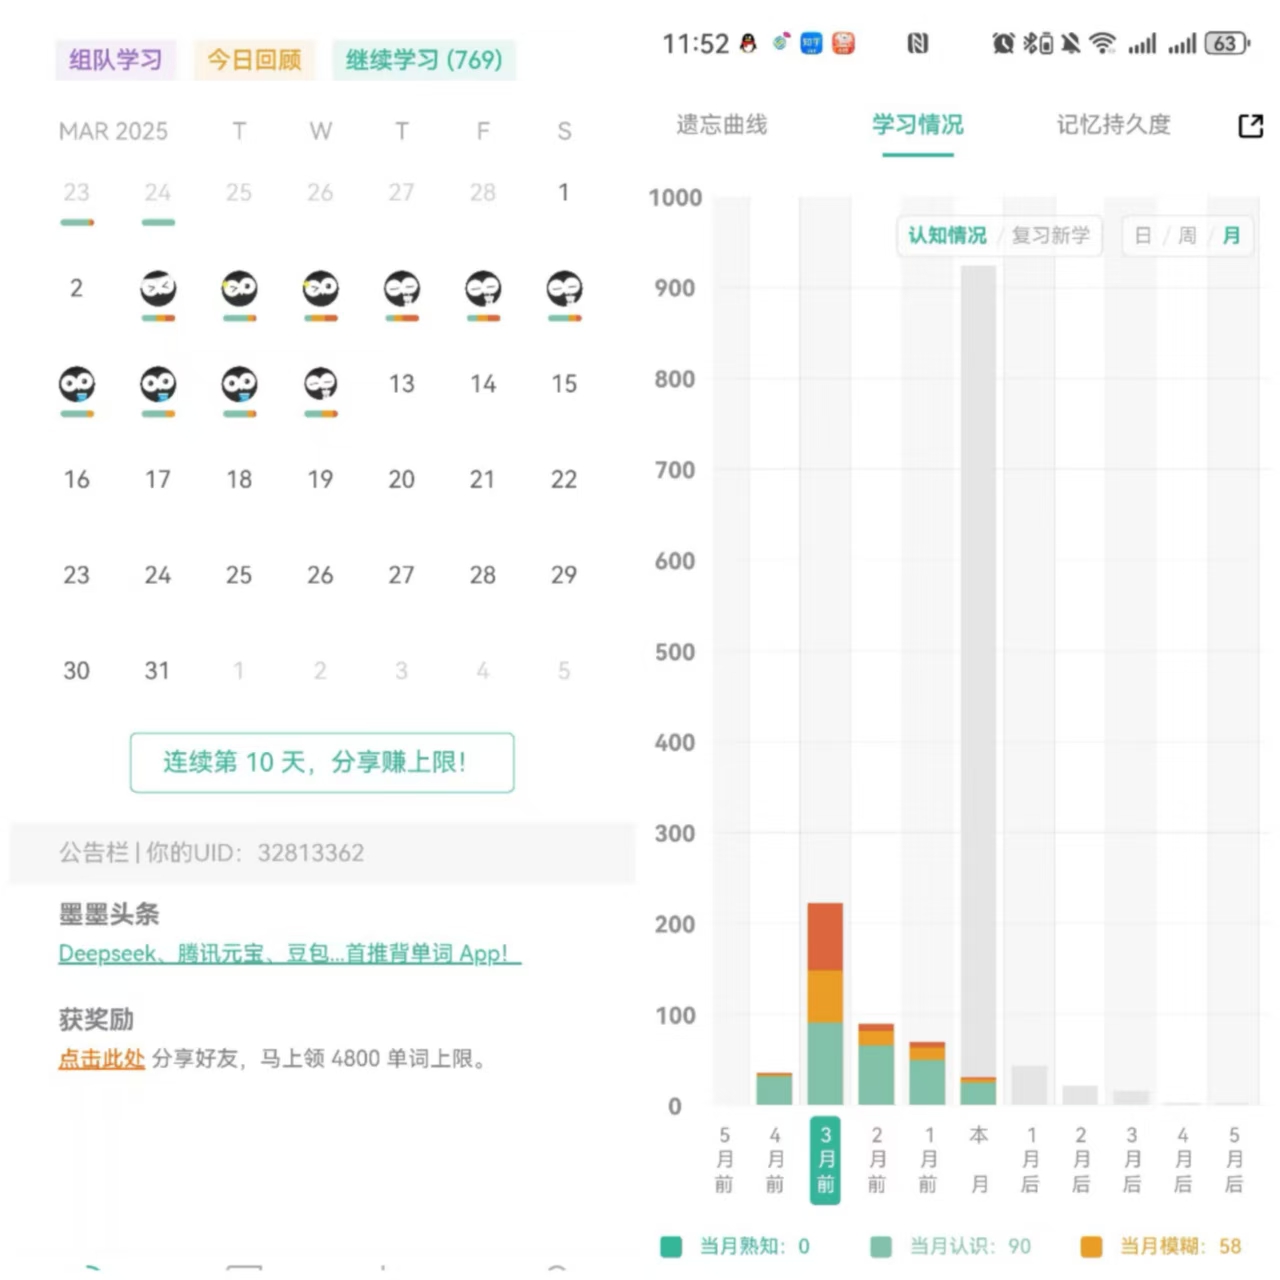 组队学习 今日回顾 继续学习 (769)
MAR 2025 T W T F S
23 24 25 26 27 28 1
2
13 14 15
16 17 18 19 20 21 22
23 24 25 26 27 28 29
30 31 1 2 3 4 5
连续第 10 天，分享赚上限！
公告栏 | 你的UID：32813362
墨墨头条
Deepseek、腾讯元宝、豆包...首推背单词 App！
获奖励
点击此处 分享好友，马上领 4800 单词上限。
11:52 知乎 63
遗忘曲线 学习情况 记忆持久度
认知情况 / 复习新学 日 / 周 / 月
1000
900
800
700
600
500
400
300
200
100
0
5月前 4月前 3月前 2月前 1月前 本月 1月后 2月后 3月后 4月后 5月后
当月熟知：0 当月认识：90 当月模糊：58